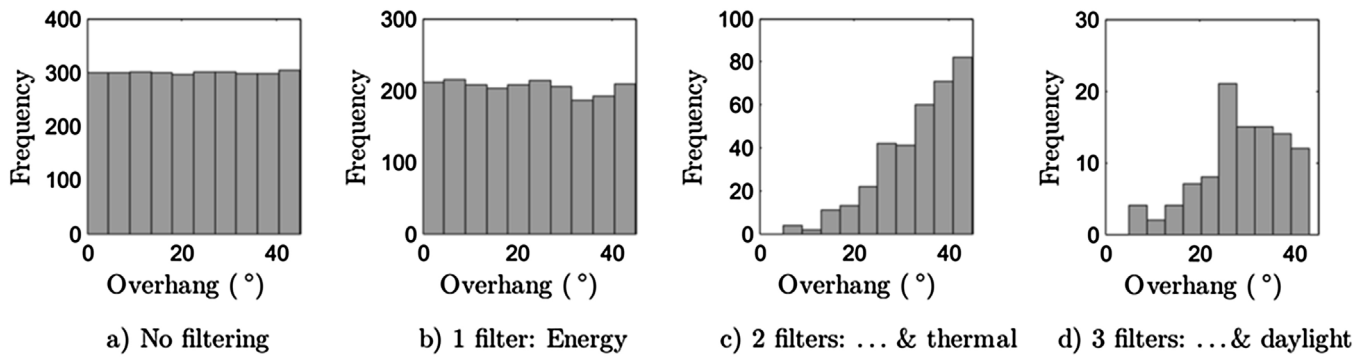 400
300
200
100
0
Frequency
0 20 40
Overhang (°)
a) No filtering
300
200
100
0
Frequency
0 20 40
Overhang (°)
b) 1 filter: Energy
100
80
60
40
20
0
Frequency
20 40
Overhang (°)
c) 2 filters: ... & thermal
30
20
10
0
Frequency
0 20 40
Overhang (°)
d) 3 filters: ...& daylight